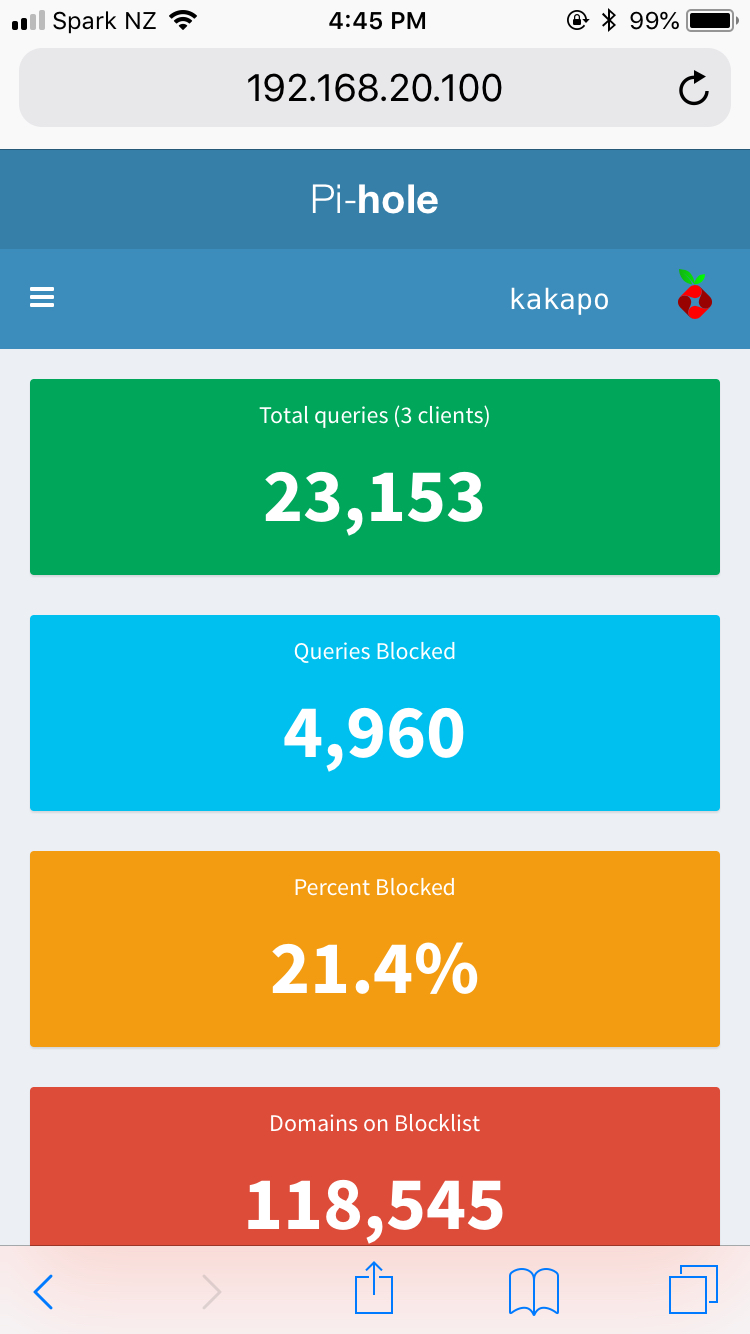 Spark NZ 4:45 PM 99%
192.168.20.100
Pi-hole
kakapo
Total queries (3 clients)
23,153
Queries Blocked
4,960
Percent Blocked
21.4%
Domains on Blocklist
118,545